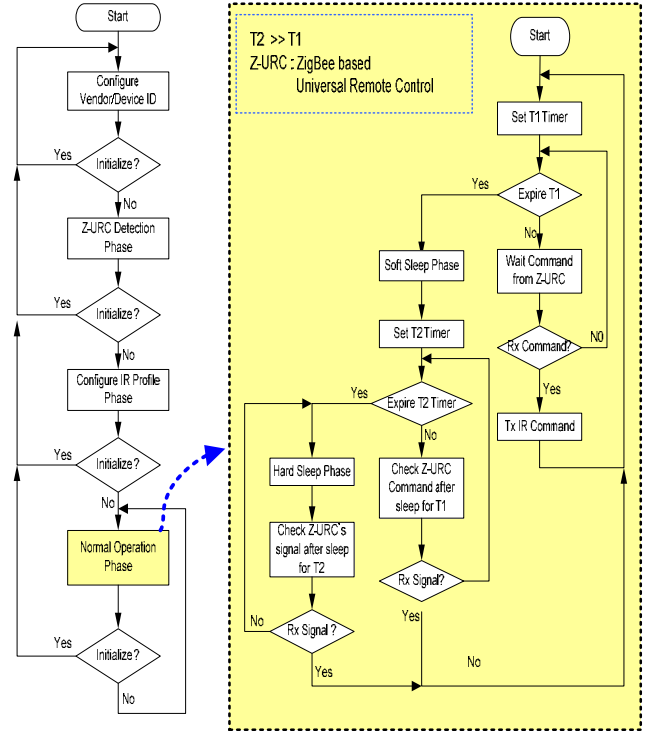 Start
Configure
Vendor/Device ID
Yes
Initialize?
No
Z-URC Detection
Phase
Yes
Initialize?
No
Configure IR Profile
Phase
Yes
Initialize?
No
Normal Operation
Phase
Yes
Initialize?
No
T2 >> T1
Z-URC : ZigBee based
Universal Remote Control
Start
Set T1 Timer
Yes
Expire T1
No
Soft Sleep Phase
Wait Command
from Z-URC
Set T2 Timer
Rx Command?
N0
Yes
Yes
Expire T2 Timer
No
Tx IR Command
Hard Sleep Phase
Check Z-URC
Command after
sleep for T1
Check Z-URC`s
signal after sleep
for T2
Rx Signal?
Yes
No
Rx Signal ?
Yes
No